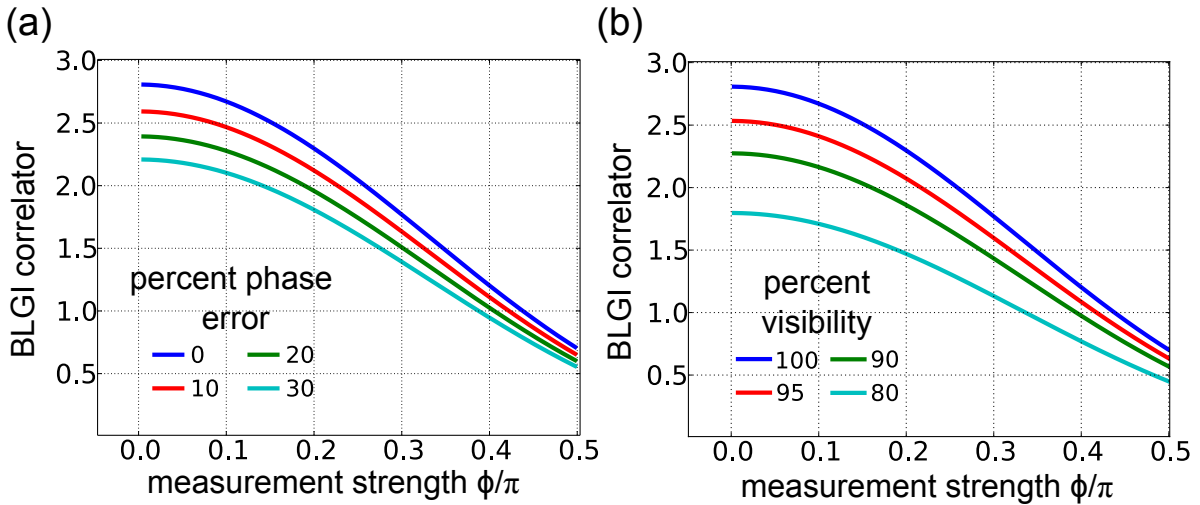 (a)
BLGI correlator
3.0
2.5
2.0
1.5
1.0
0.5
percent phase
error
0 20
10 30
0.0 0.1 0.2 0.3 0.4 0.5
measurement strength ϕ/π
(b)
BLGI correlator
3.0
2.5
2.0
1.5
1.0
0.5
percent
visibility
100 90
95 80
0.0 0.1 0.2 0.3 0.4 0.5
measurement strength ϕ/π